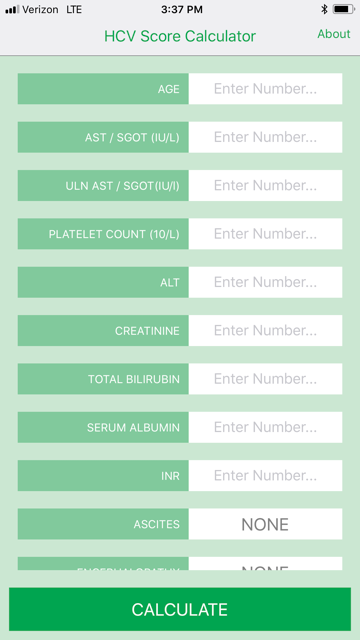 Verizon LTE 3:37 PM
HCV Score Calculator About
AGE Enter Number...
AST / SGOT (IU/L) Enter Number...
ULN AST / SGOT(IU/l) Enter Number...
PLATELET COUNT (10/L) Enter Number...
ALT Enter Number...
CREATININE Enter Number...
TOTAL BILIRUBIN Enter Number...
SERUM ALBUMIN Enter Number...
INR Enter Number...
ASCITES NONE
ENCEPHALOPATHY NONE
CALCULATE